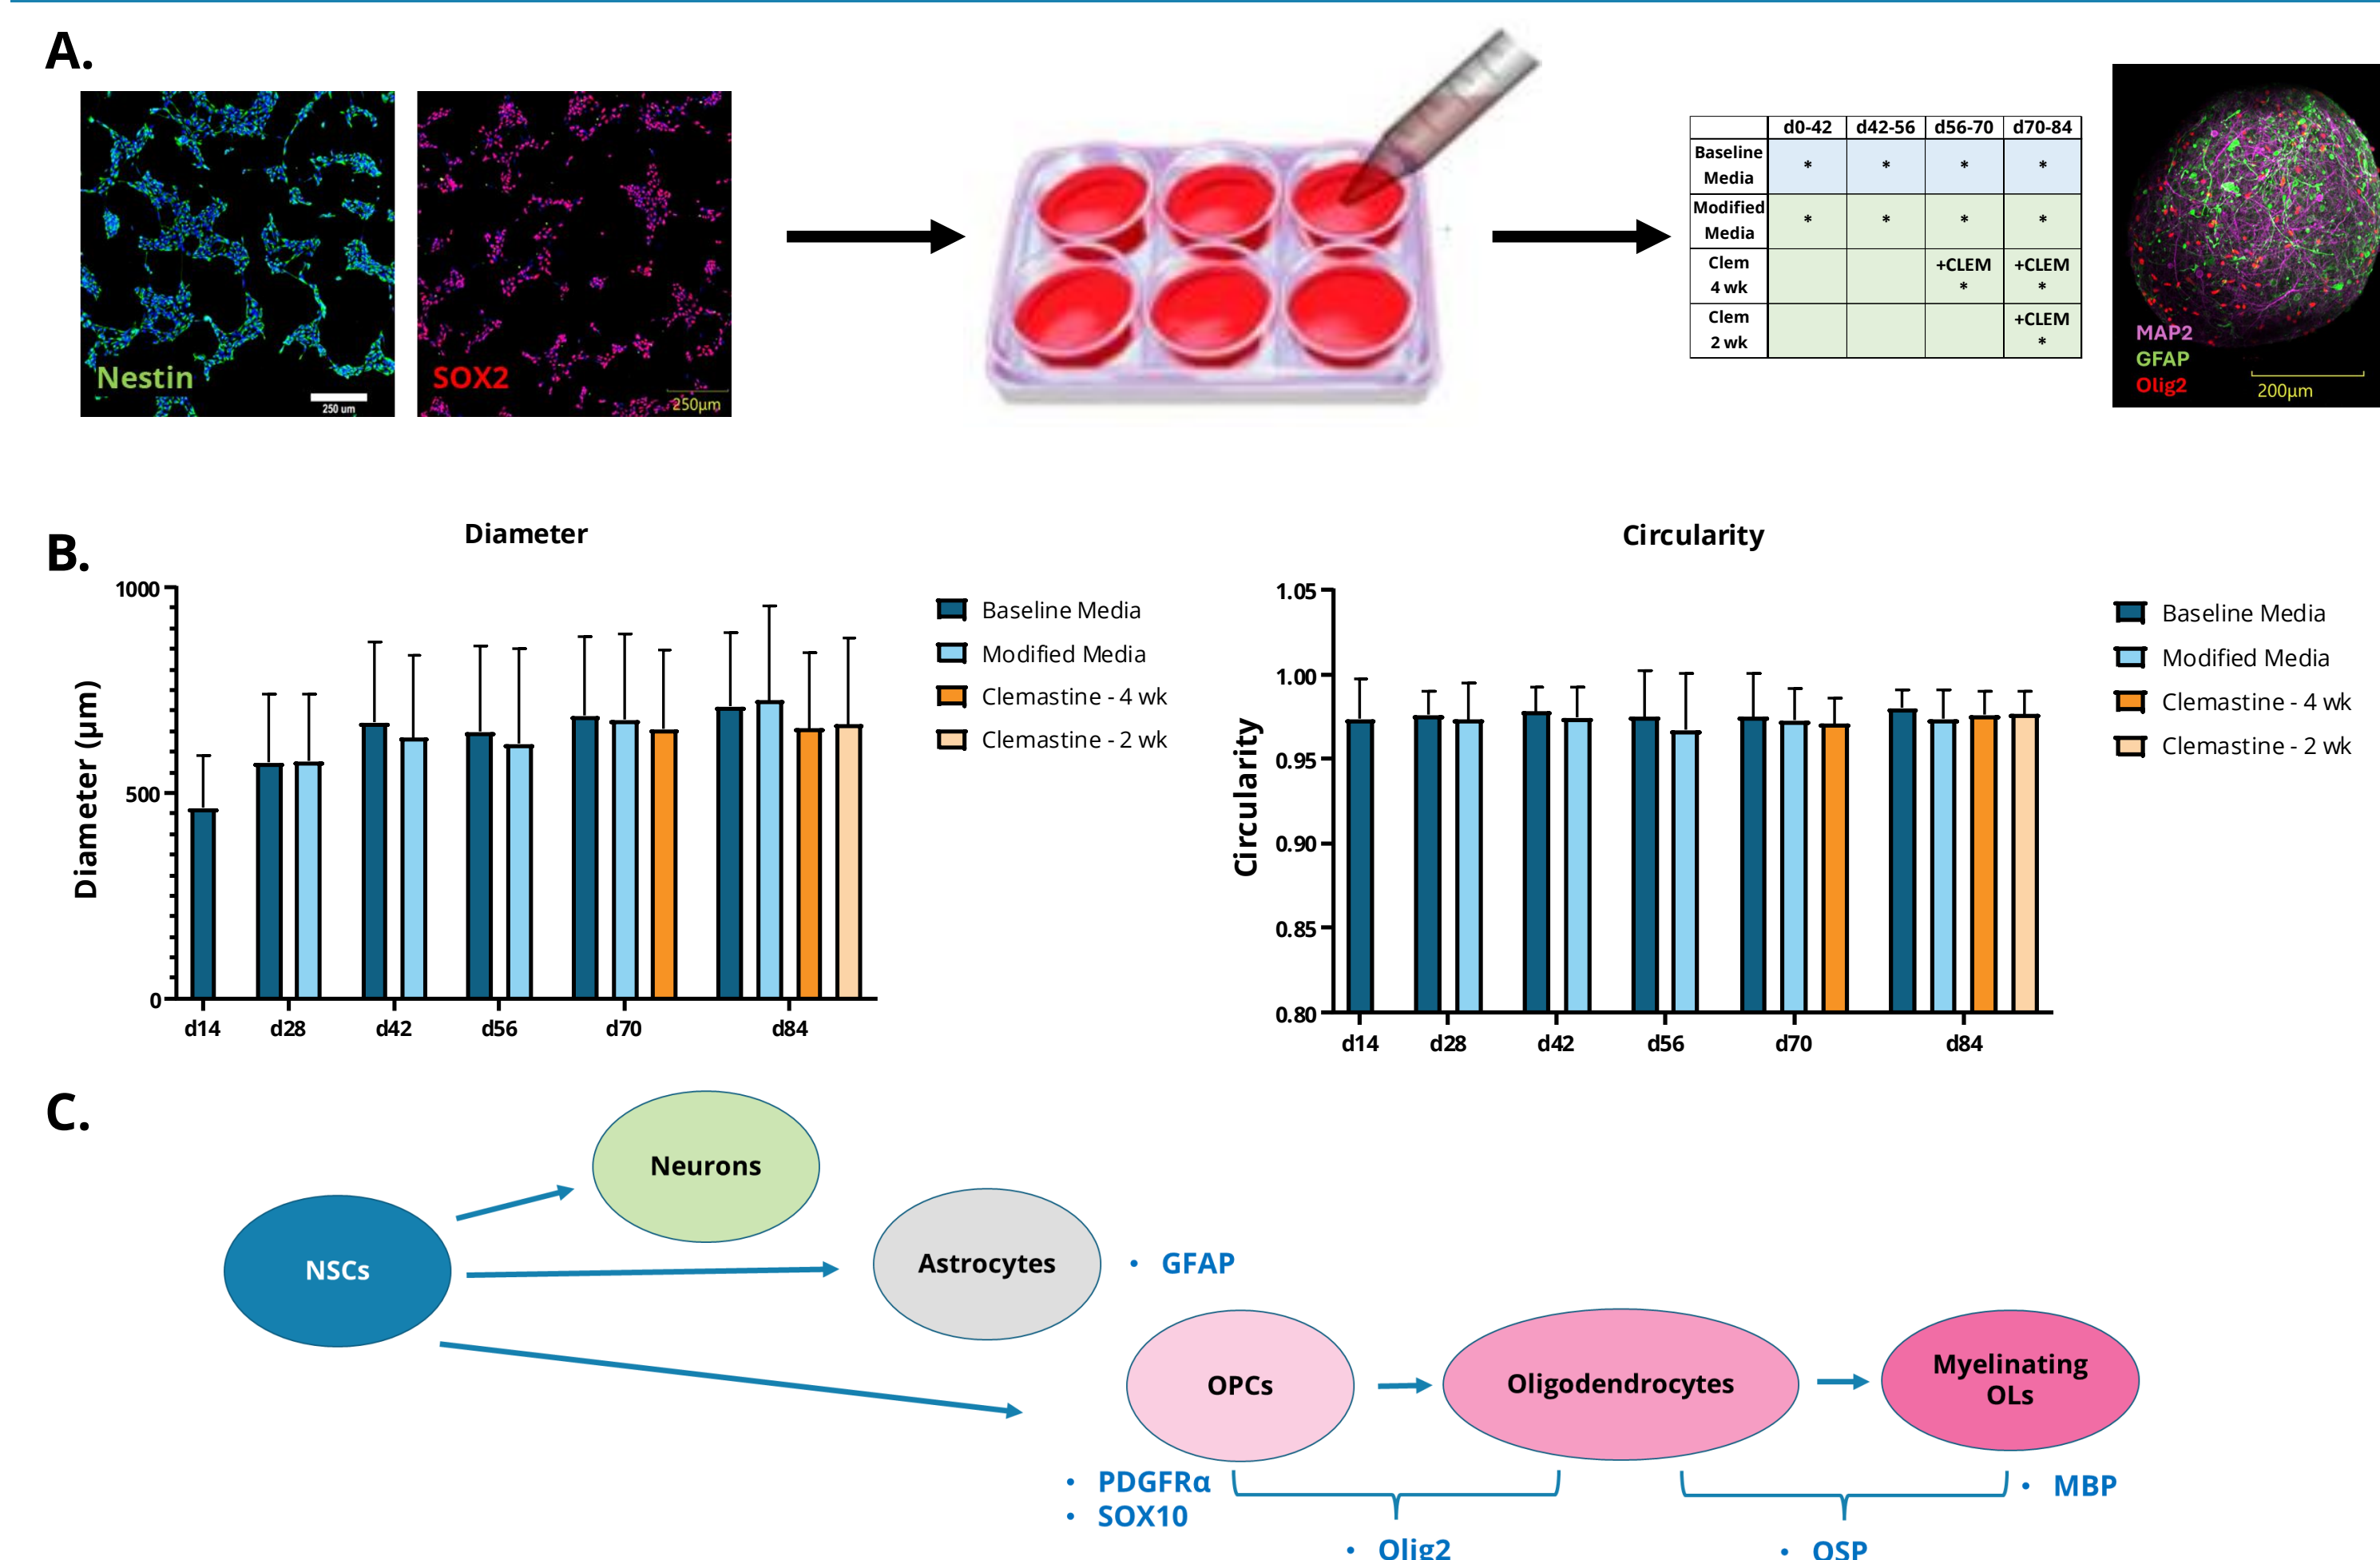 A.
Nestin
250 um
SOX2
250µm
d0-42 d42-56 d56-70 d70-84
Baseline Media * * * *
Modified Media * * * *
Clem 4 wk +CLEM * +CLEM *
Clem 2 wk +CLEM *
MAP2
GFAP
Olig2
200µm
B.
Diameter
1000
500
0
Diameter (µm)
d14 d28 d42 d56 d70 d84
Baseline Media
Modified Media
Clemastine - 4 wk
Clemastine - 2 wk
Circularity
1.05
1.00
0.95
0.90
0.85
0.80
Circularity
d14 d28 d42 d56 d70 d84
Baseline Media
Modified Media
Clemastine - 4 wk
Clemastine - 2 wk
C.
Neurons
NSCs
Astrocytes
• GFAP
OPCs
Oligodendrocytes
Myelinating
OLs
• PDGFRα
• SOX10
• Olig2
• OSP
• MBP